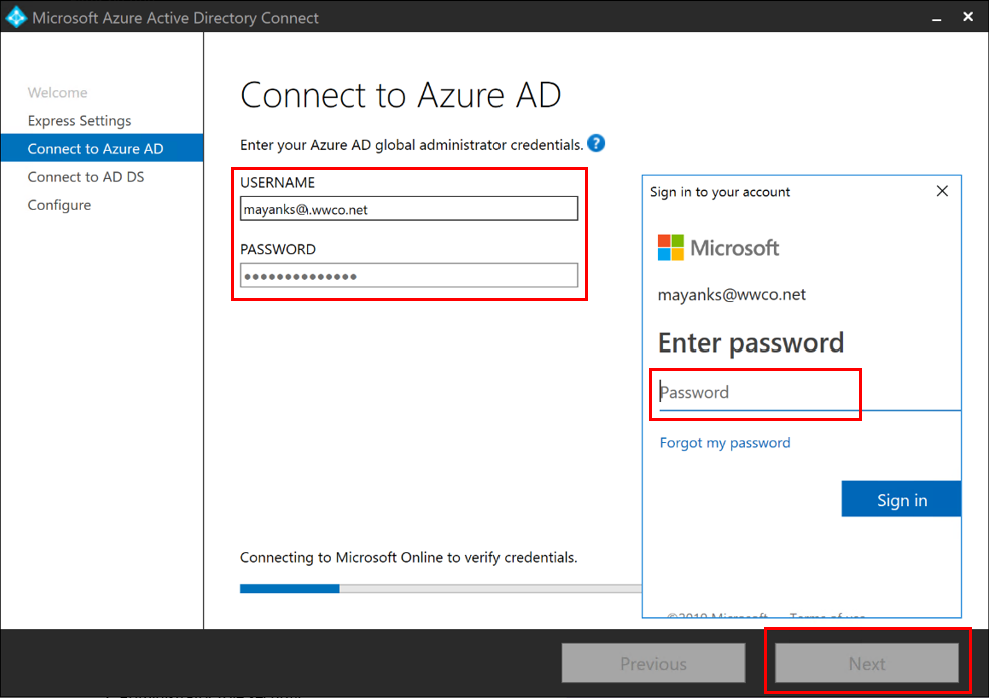 Microsoft Azure Active Directory Connect
Welcome
Express Settings
Connect to Azure AD
Connect to AD DS
Configure
Connect to Azure AD
Enter your Azure AD global administrator credentials.
?
USERNAME
mayanks@.wwco.net
PASSWORD
Connecting to Microsoft Online to verify credentials.
Sign in to your account
Microsoft
mayanks@wwco.net
Enter password
Password
Forgot my password
Sign in
©2019 Microsoft Terms of use
Previous
Next